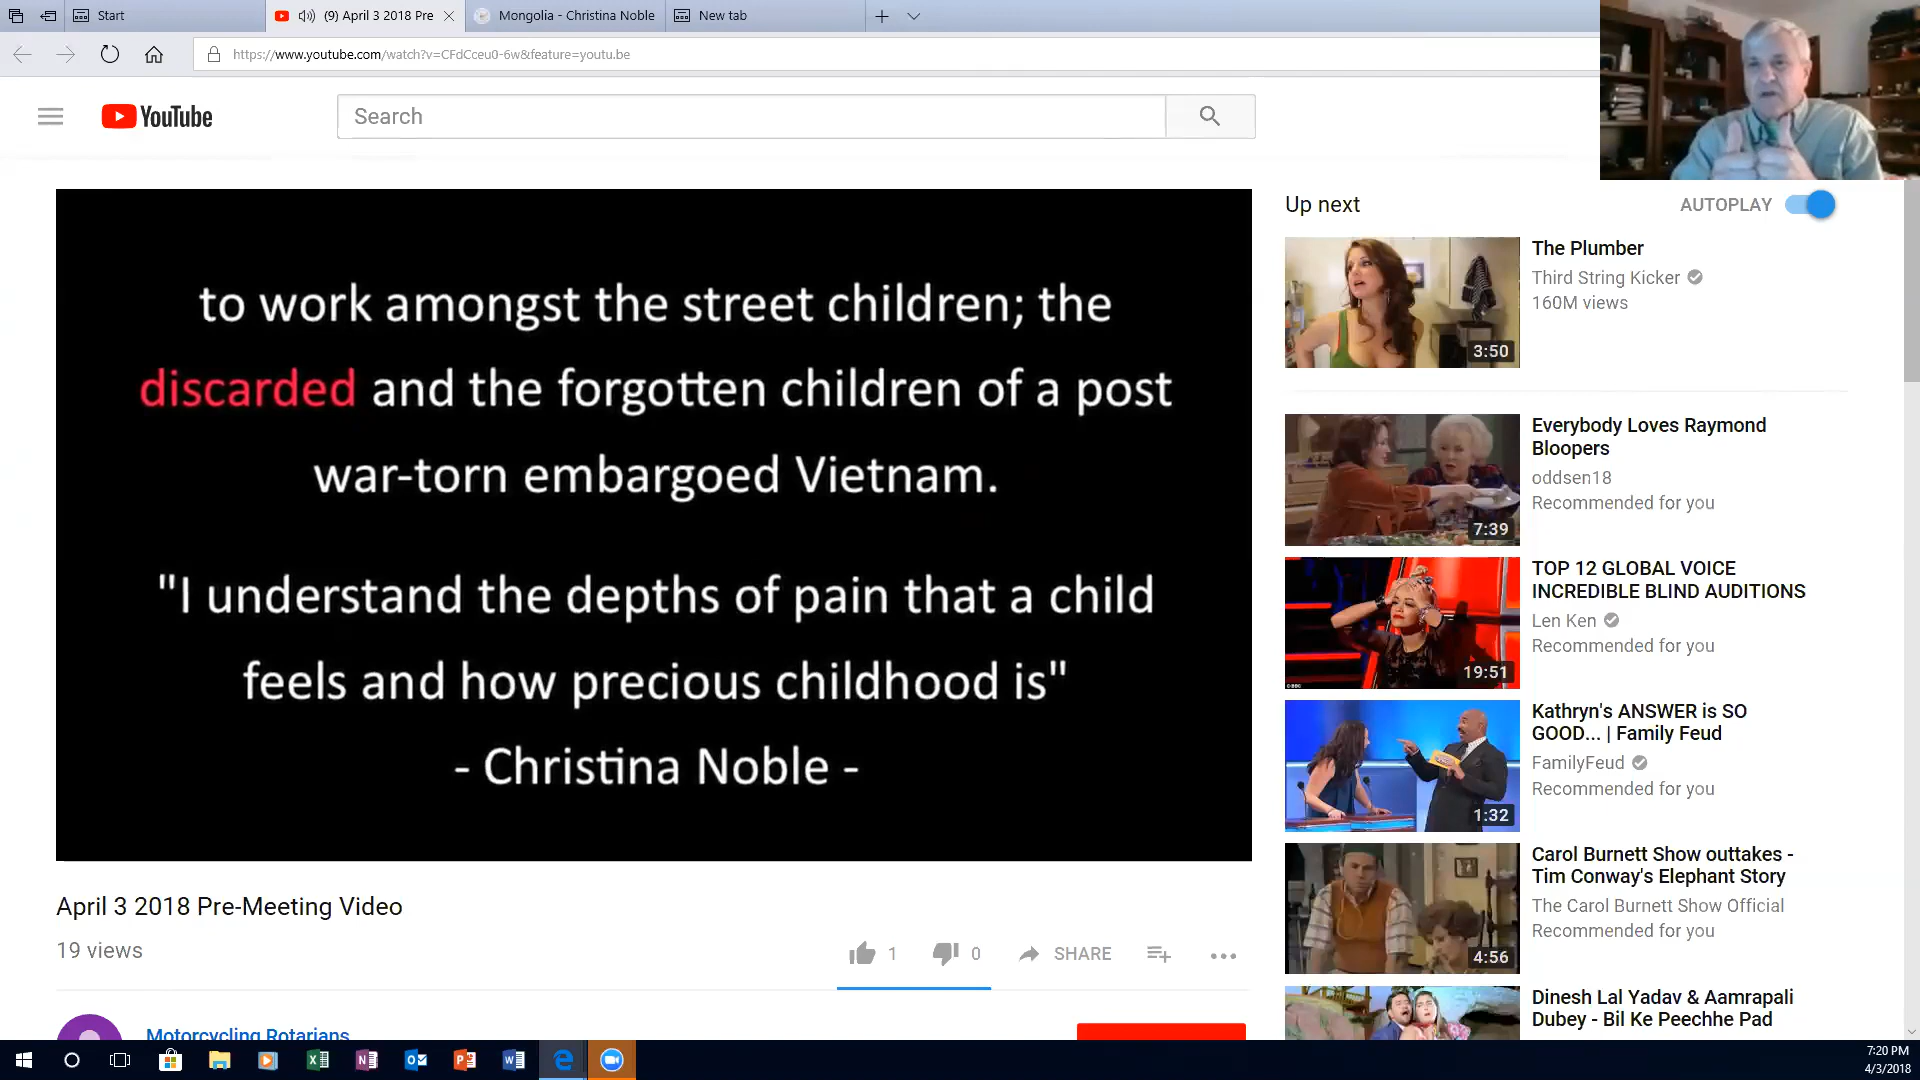 Start
(9) April 3 2018 Pre
Mongolia - Christina Noble
New tab
https://www.youtube.com/watch?v=CFdCceu0-6w&feature=youtu.be
YouTube
Search
to work amongst the street children; the
discarded and the forgotten children of a post
war-torn embargoed Vietnam.
"I understand the depths of pain that a child
feels and how precious childhood is"
- Christina Noble -
April 3 2018 Pre-Meeting Video
19 views
1
0
SHARE
Motorcycling Rotarians
Up next
AUTOPLAY
The Plumber
Third String Kicker
160M views
3:50
Everybody Loves Raymond
Bloopers
oddsen18
Recommended for you
7:39
TOP 12 GLOBAL VOICE
INCREDIBLE BLIND AUDITIONS
Len Ken
Recommended for you
19:51
Kathryn's ANSWER is SO
GOOD... | Family Feud
FamilyFeud
Recommended for you
1:32
Carol Burnett Show outtakes -
Tim Conway's Elephant Story
The Carol Burnett Show Official
Recommended for you
4:56
Dinesh Lal Yadav & Aamrapali
Dubey - Bil Ke Peechhe Pad
7:20 PM
4/3/2018